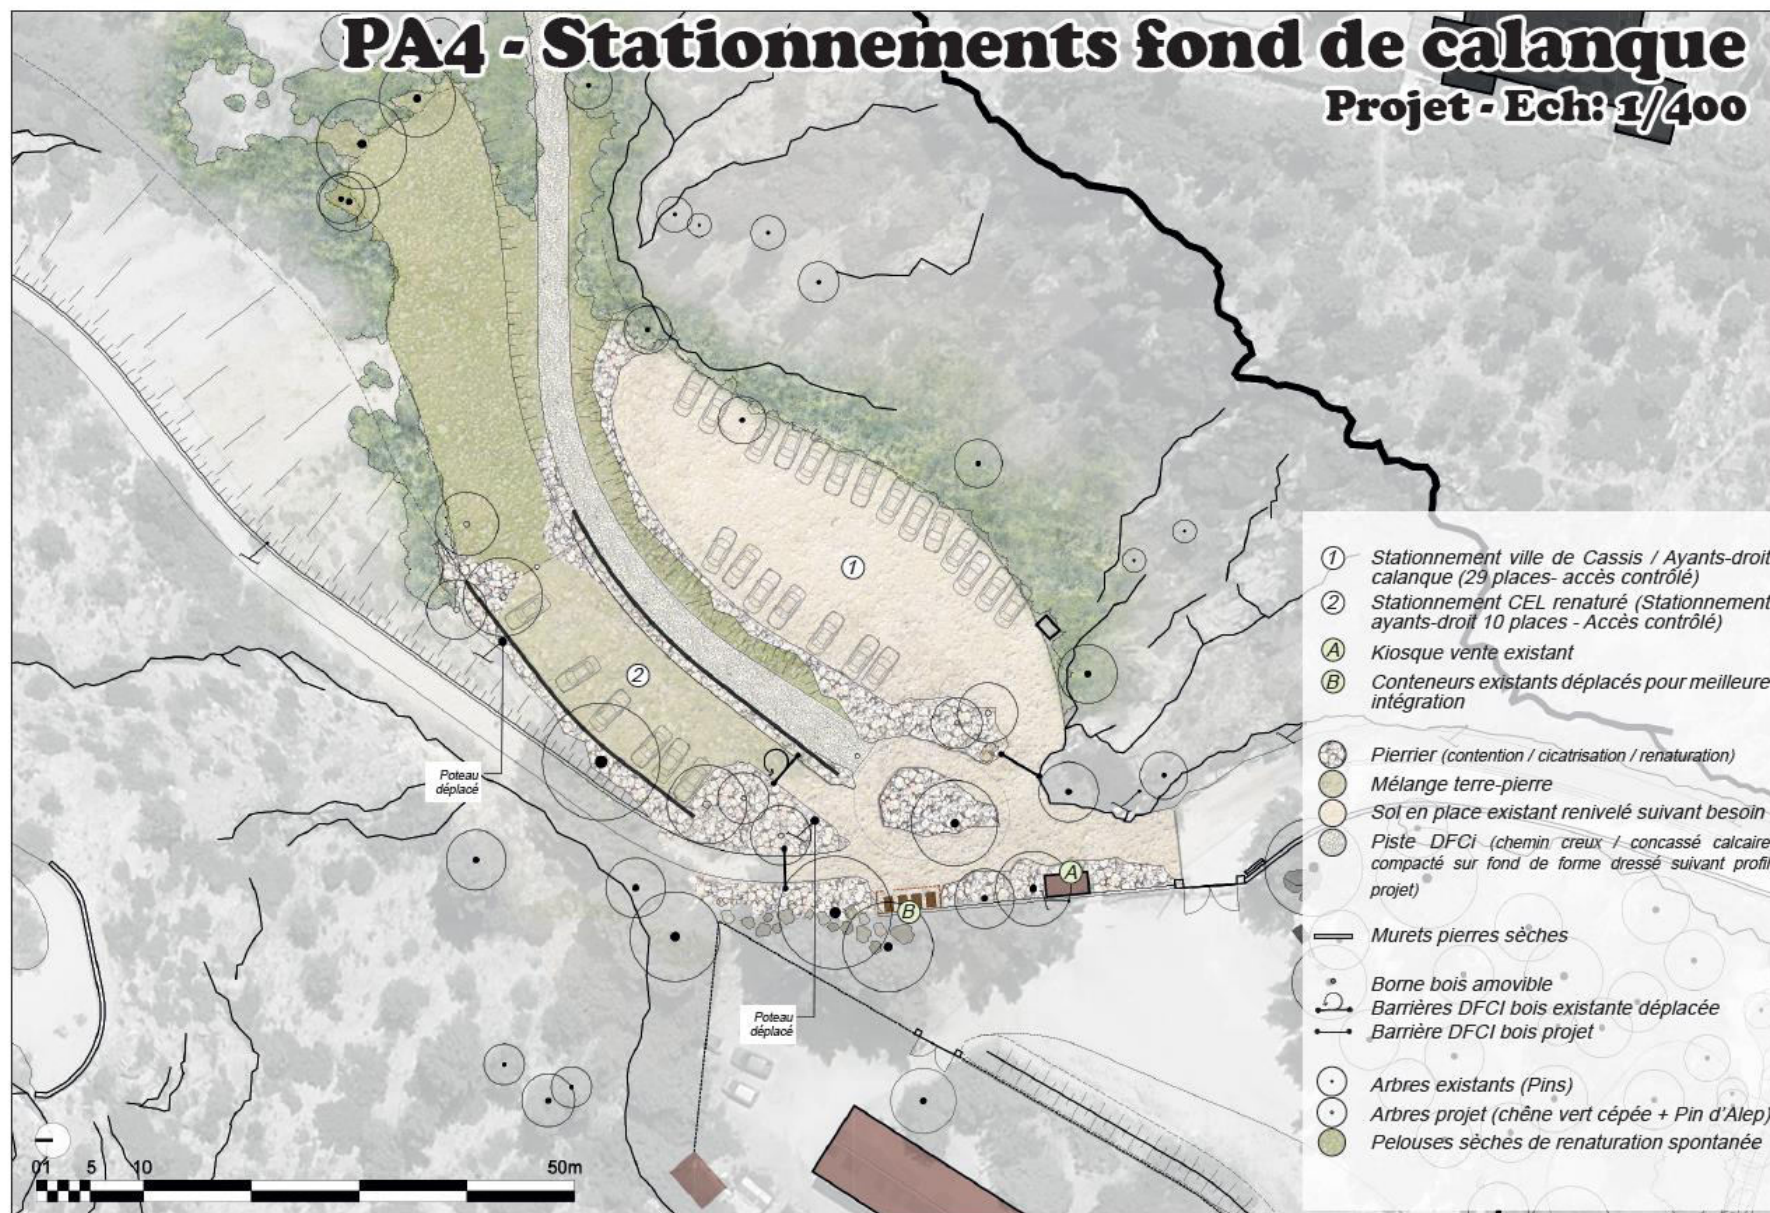 PA4 - Stationnements fond de calanque
Projet - Ech: 1/400
1
2
Poteau
déplacé
Poteau
déplacé
A
B
1 Stationnement ville de Cassis / Ayants-droit
calanque (29 places- accès contrôlé)
2 Stationnement CEL renaturé (Stationnement
ayants-droit 10 places - Accès contrôlé)
A Kiosque vente existant
B Conteneurs existants déplacés pour meilleure
intégration
Pierrier (contention / cicatrisation / renaturation)
Mélange terre-pierre
Sol en place existant renivelé suivant besoin
Piste DFCi (chemin creux / concassé calcaire
compacté sur fond de forme dressé suivant profil
projet)
Murets pierres sèches
Borne bois amovible
Barrières DFCI bois existante déplacée
Barrière DFCI bois projet
Arbres existants (Pins)
Arbres projet (chêne vert cépée + Pin d'Alep)
Pelouses sèches de renaturation spontanée
01 5 10 50m